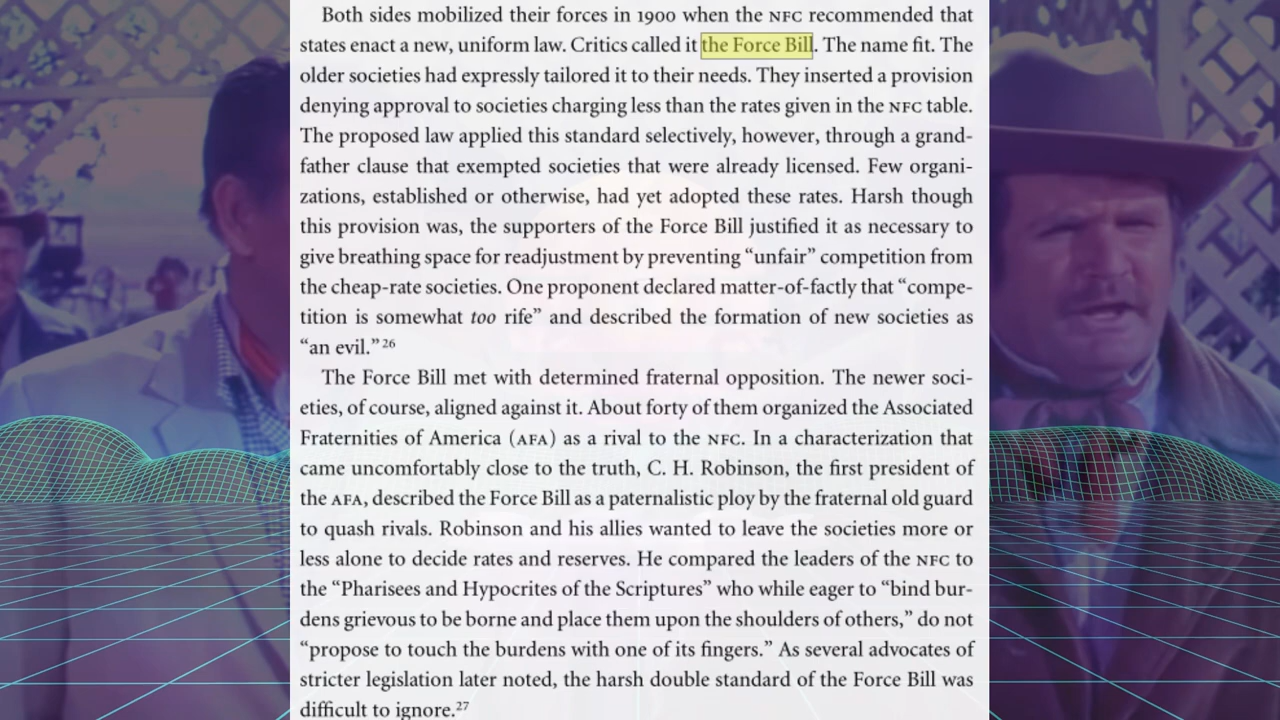 Both sides mobilized their forces in 1900 when the NFC recommended that
states enact a new, uniform law. Critics called it the Force Bill. The name fit. The
older societies had expressly tailored it to their needs. They inserted a provision
denying approval to societies charging less than the rates given in the NFC table.
The proposed law applied this standard selectively, however, through a grand-
father clause that exempted societies that were already licensed. Few organi-
zations, established or otherwise, had yet adopted these rates. Harsh though
this provision was, the supporters of the Force Bill justified it as necessary to
give breathing space for readjustment by preventing “unfair” competition from
the cheap-rate societies. One proponent declared matter-of-factly that “compe-
tition is somewhat too rife” and described the formation of new societies as
“an evil.” 26
The Force Bill met with determined fraternal opposition. The newer soci-
eties, of course, aligned against it. About forty of them organized the Associated
Fraternities of America (AFA) as a rival to the NFC. In a characterization that
came uncomfortably close to the truth, C. H. Robinson, the first president of
the AFA, described the Force Bill as a paternalistic ploy by the fraternal old guard
to quash rivals. Robinson and his allies wanted to leave the societies more or
less alone to decide rates and reserves. He compared the leaders of the NFC to
the “Pharisees and Hypocrites of the Scriptures” who while eager to “bind bur-
dens grievous to be borne and place them upon the shoulders of others,” do not
“propose to touch the burdens with one of its fingers.” As several advocates of
stricter legislation later noted, the harsh double standard of the Force Bill was
difficult to ignore.27